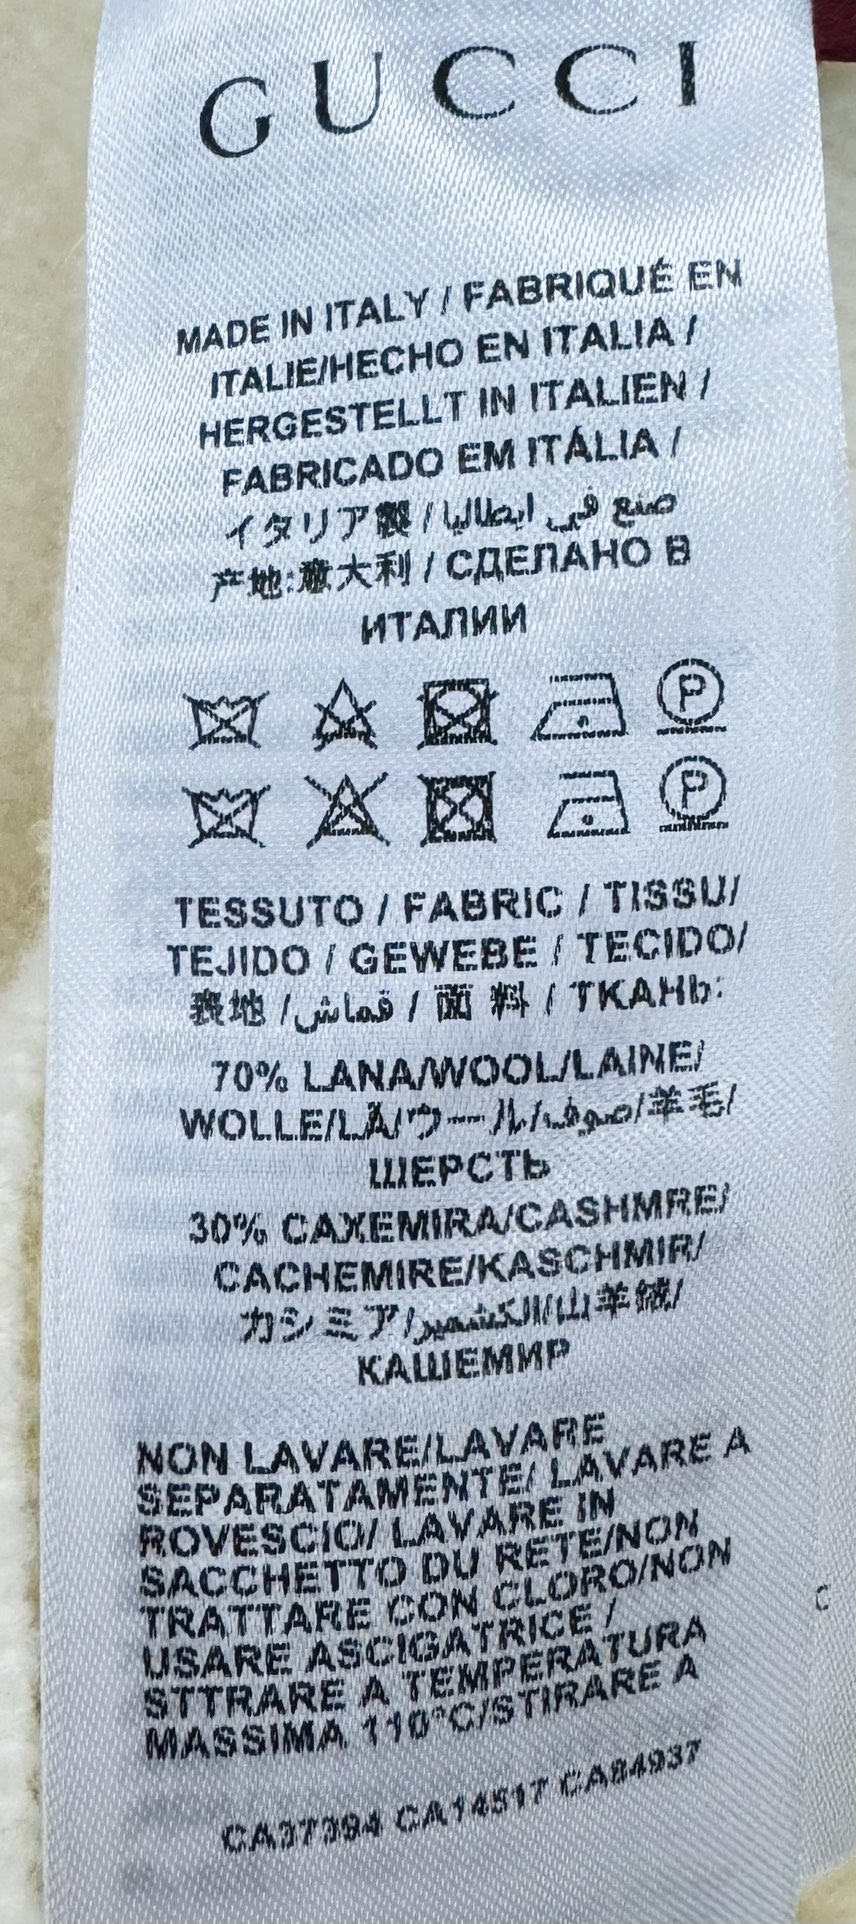 GUCCI
MADE IN ITALY / FABRIQUÉ EN
ITALIE/HECHO EN ITALIA /
HERGESTELLT IN ITALIEN /
FABRICADO EM ITÁLIA /
イタリア製 / صنع في ايطاليا
产地:意大利 / СДЕЛАНО В
ИТАЛИИ
P
P
TESSUTO / FABRIC / TISSU/
TEJIDO / GEWEBE / TECIDO/
表地 / قماش / 面 料 / ТКАНЬ:
70% LANA/WOOL/LAINE/
WOLLE/LÃ/ウール/صوف/羊毛/
ШЕРСТЬ
30% CAXEMIRA/CASHMRE/
CACHEMIRE/KASCHMIR/
カシミア/الكشمير/山羊绒/
КАШЕМИР
NON LAVARE/LAVARE
SEPARATAMENTE/ LAVARE A
ROVESCIO/ LAVARE IN
SACCHETTO DU RETE/NON
TRATTARE CON CLORO/NON
USARE ASCIGATRICE /
STTRARE A TEMPERATURA
MASSIMA 110°C/STIRARE A
CA37394 CA14517 CA84937
C